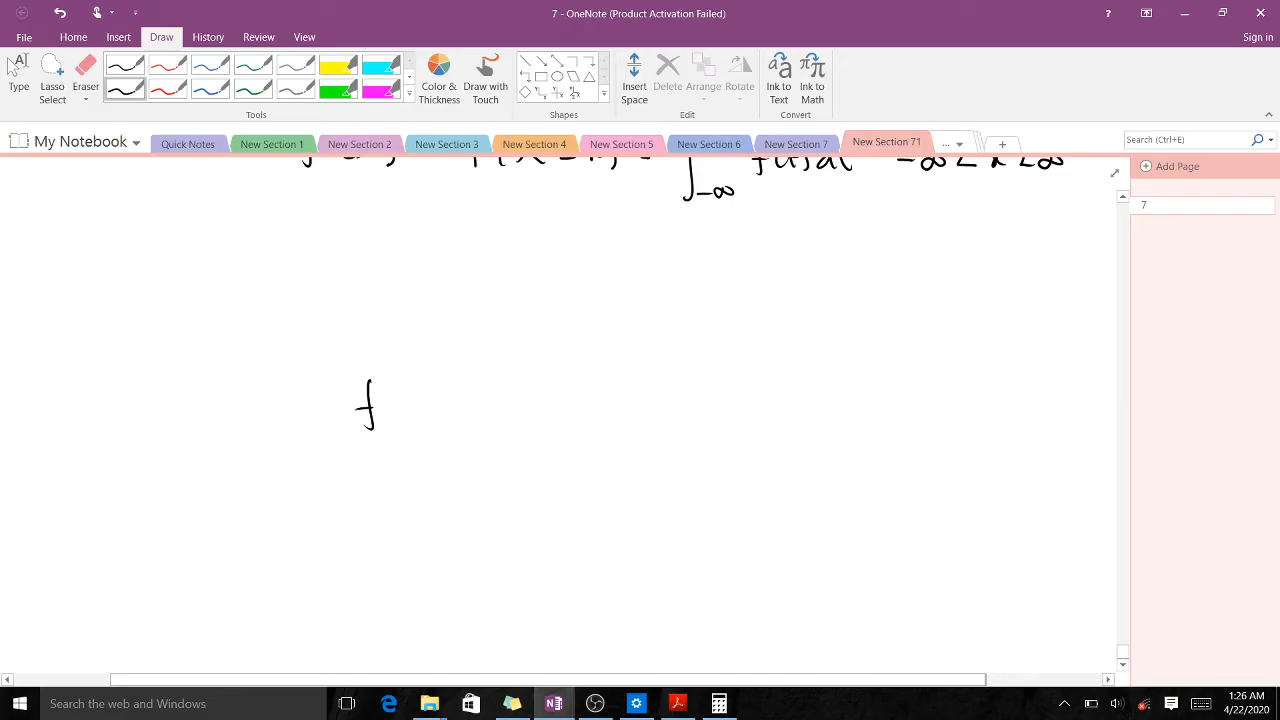 7 - OneNote (Product Activation Failed)
File Home Insert Draw History Review View
Sign in
Type
Lasso Select
Eraser
Color & Thickness
Draw with Touch
Insert Space
Delete
Arrange
Rotate
Ink to Text
Ink to Math
Tools Shapes Edit Convert
My Notebook Quick Notes New Section 1 New Section 2 New Section 3 New Section 4 New Section 5 New Section 6 New Section 7 New Section 71 ...
Search (Ctrl+E)
Add Page
7
-∞ f(t)dt -∞ < x < ∞
f
Search the web and Windows
1:26 AM
4/22/2020